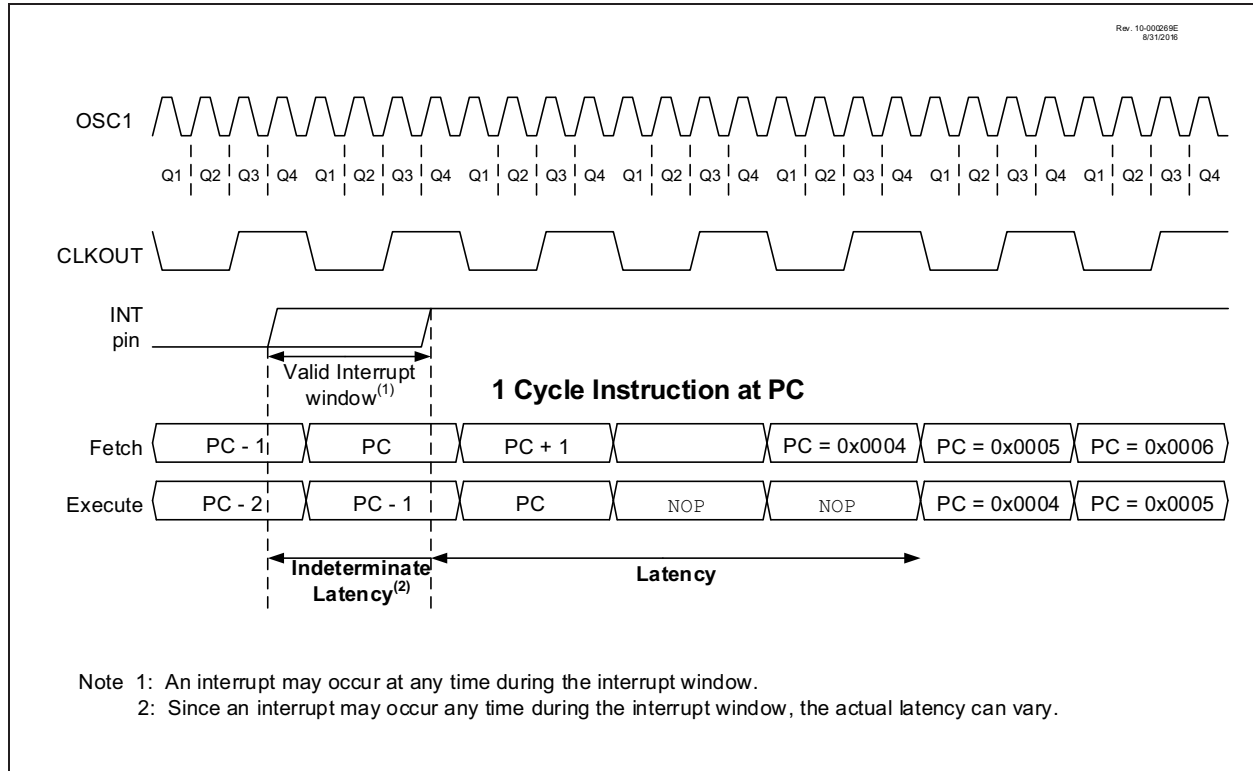 Rev. 10-000269E
8/31/2016
OSC1
Q1 Q2 Q3 Q4 Q1 Q2 Q3 Q4 Q1 Q2 Q3 Q4 Q1 Q2 Q3 Q4 Q1 Q2 Q3 Q4 Q1 Q2 Q3 Q4 Q1 Q2 Q3 Q4
CLKOUT
INT
pin
Valid Interrupt
window(1)
1 Cycle Instruction at PC
Fetch PC - 1 PC PC + 1 PC = 0x0004 PC = 0x0005 PC = 0x0006
Execute PC - 2 PC - 1 PC NOP NOP PC = 0x0004 PC = 0x0005
Indeterminate
Latency(2)
Latency
Note 1: An interrupt may occur at any time during the interrupt window.
2: Since an interrupt may occur any time during the interrupt window, the actual latency can vary.